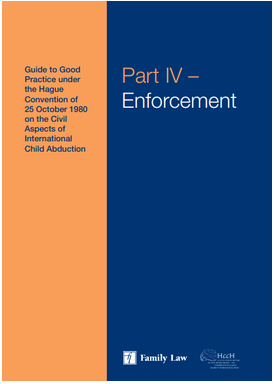 Guide to Good
Practice under
the Hague
Convention of
25 October 1980
on the Civil
Aspects of
International
Child Abduction
Part IV –
Enforcement
Family Law
HccH